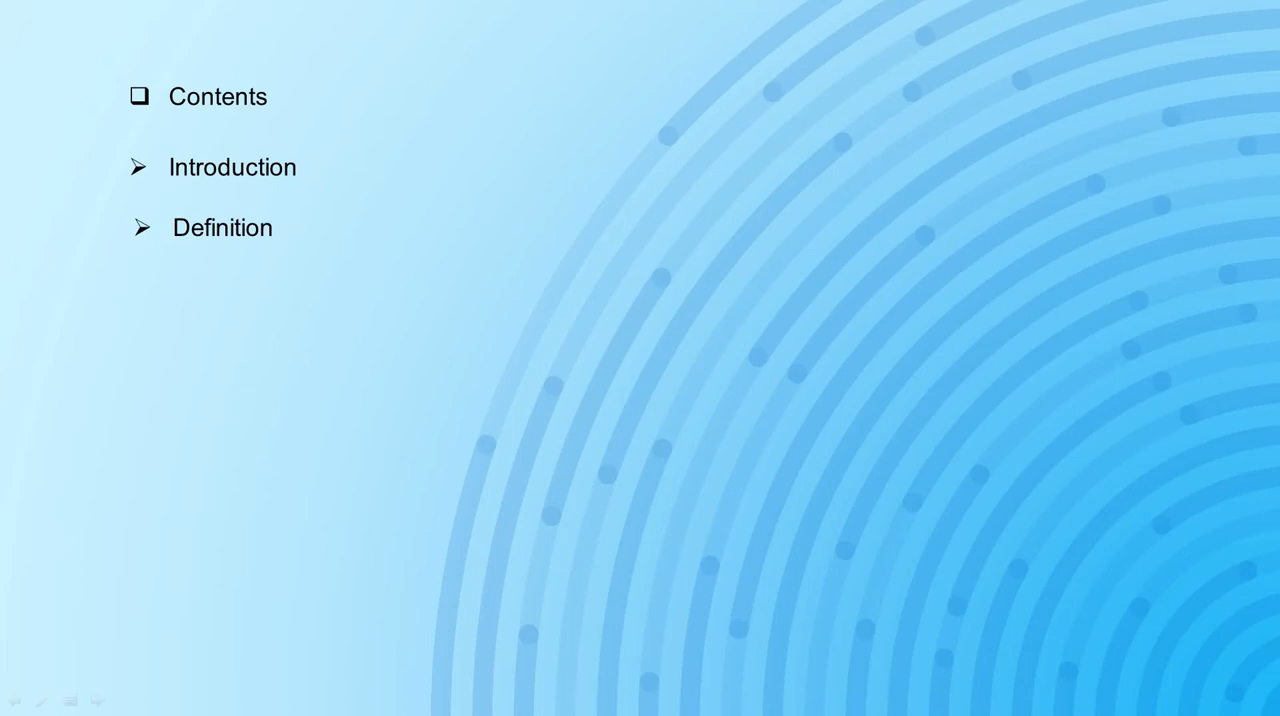 ❑ Contents
➢ Introduction
➢ Definition